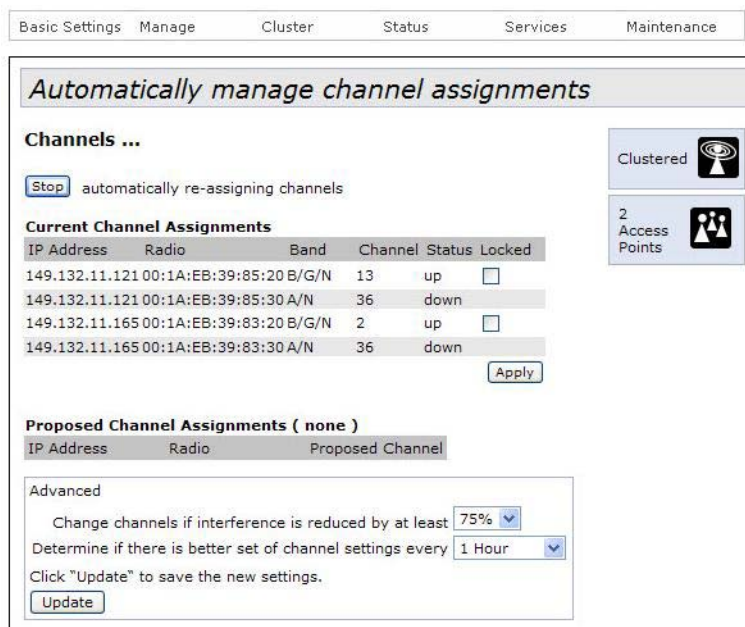 Basic Settings Manage Cluster Status Services Maintenance
Automatically manage channel assignments
Channels ...
Clustered
Stop automatically re-assigning channels
2
Access
Points
Current Channel Assignments
IP Address Radio Band Channel Status Locked
149.132.11.121 00:1A:EB:39:85:20 B/G/N 13 up
149.132.11.121 00:1A:EB:39:85:30 A/N 36 down
149.132.11.165 00:1A:EB:39:83:20 B/G/N 2 up
149.132.11.165 00:1A:EB:39:83:30 A/N 36 down
Apply
Proposed Channel Assignments ( none )
IP Address Radio Proposed Channel
Advanced
Change channels if interference is reduced by at least 75%
Determine if there is better set of channel settings every 1 Hour
Click "Update" to save the new settings.
Update